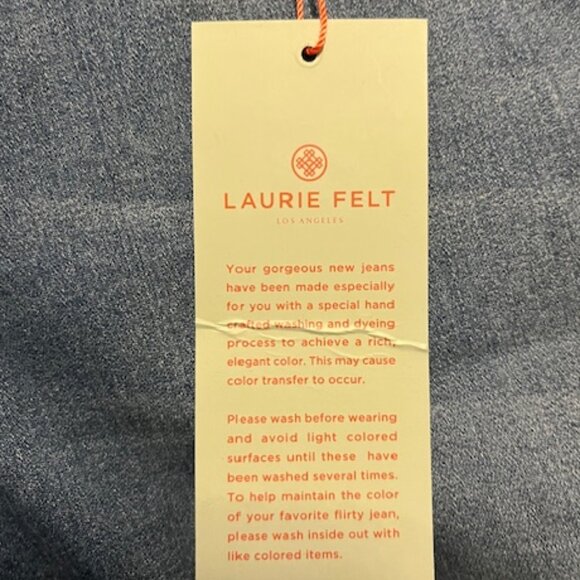 LAURIE FELT
LOS ANGELES
Your gorgeous new jeans
have been made especially
for you with a special hand
crafted washing and dyeing
process to achieve a rich,
elegant color. This may cause
color transfer to occur.
Please wash before wearing
and avoid light colored
surfaces until these have
been washed several times.
To help maintain the color
of your favorite flirty jean,
please wash inside out with
like colored items.